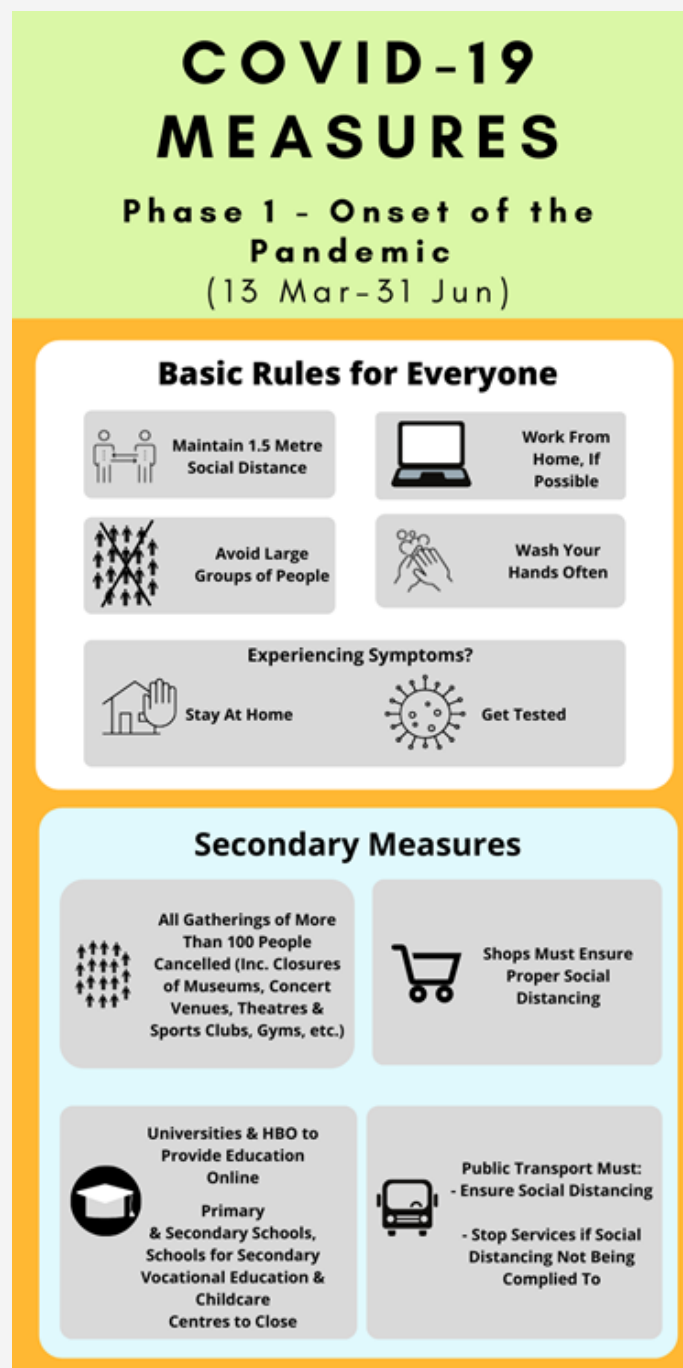 COVID-19
MEASURES
Phase 1 - Onset of the
Pandemic
(13 Mar-31 Jun)
Basic Rules for Everyone
Maintain 1.5 Metre
Social Distance
Work From
Home, If
Possible
Avoid Large
Groups of People
Wash Your
Hands Often
Experiencing Symptoms?
Stay At Home
Get Tested
Secondary Measures
All Gatherings of More
Than 100 People
Cancelled (Inc. Closures
of Museums, Concert
Venues, Theatres &
Sports Clubs, Gyms, etc.)
Shops Must Ensure
Proper Social
Distancing
Universities & HBO to
Provide Education
Online
Primary
& Secondary Schools,
Schools for Secondary
Vocational Education &
Childcare
Centres to Close
Public Transport Must:
- Ensure Social Distancing
- Stop Services if Social
Distancing Not Being
Complied To